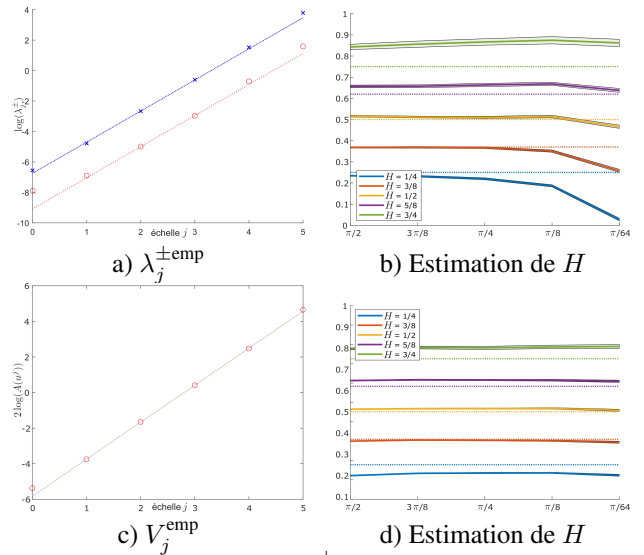 4
2
0
-2
-4
-6
-8
-10
log(λ_j^±)
0 1 2 3 4 5
échelle j
a) λ_j^{±emp}
1
0.9
0.8
0.7
0.6
0.5
0.4
0.3
0.2
0.1
0
H = 1/4
H = 3/8
H = 1/2
H = 5/8
H = 3/4
π/2 3π/8 π/4 π/8 π/64
b) Estimation de H
6
4
2
0
-2
-4
-6
2 log(A(u^j))
0 1 2 3 4 5
échelle j
c) V_j^{emp}
1
0.9
0.8
0.7
0.6
0.5
0.4
0.3
0.2
0.1
H = 1/4
H = 3/8
H = 1/2
H = 5/8
H = 3/4
π/2 3π/8 π/4 π/8 π/64
d) Estimation de H